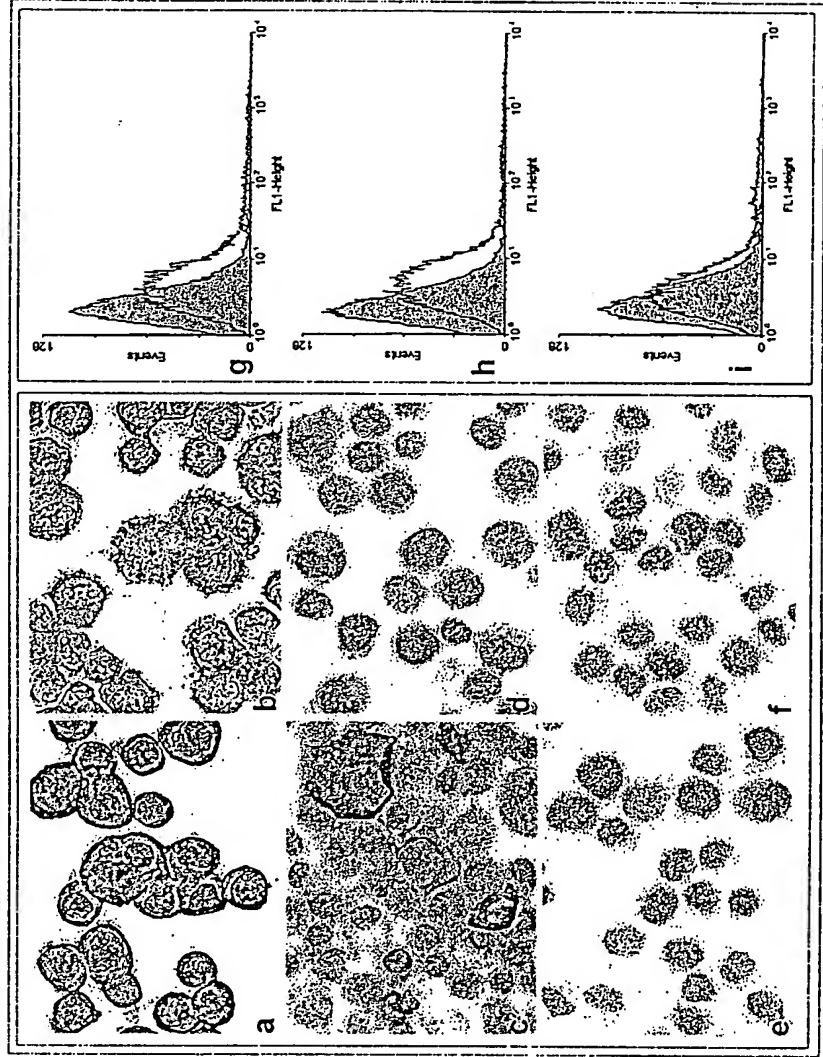 a
b
c
d
e
f
g
128
Events
0
10⁰ 10¹ 10² 10³ 10⁴
FL1-Height
h
128
Events
0
10⁰ 10¹ 10² 10³ 10⁴
FL1-Height
i
128
Events
0
10⁰ 10¹ 10² 10³ 10⁴
FL1-Height